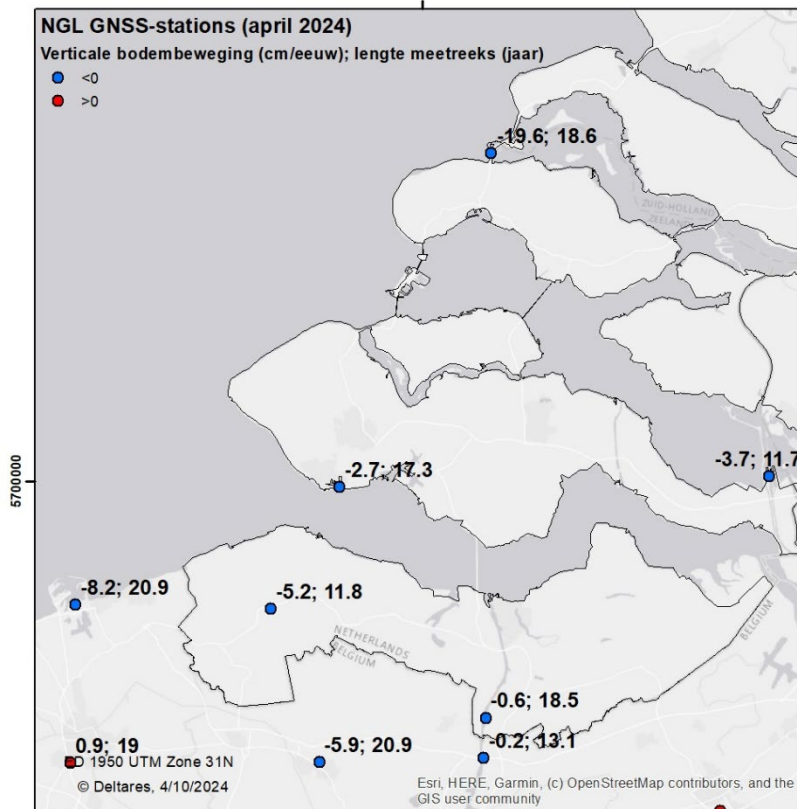 NGL GNSS-stations (april 2024)
Verticale bodembeweging (cm/eeuw); lengte meetreeks (jaar)
<0
>0
-19.6; 18.6
ZUID-HOLLAND
ZEELAND
-2.7; 17.3
-3.7; 11.7
5700000
-8.2; 20.9
-5.2; 11.8
NETHERLANDS
BELGIUM
BELGIUM
-0.6; 18.5
0.9; 19
-5.9; 20.9
-0.2; 13.1
1950 UTM Zone 31N
© Deltares, 4/10/2024
Esri, HERE, Garmin, (c) OpenStreetMap contributors, and the
GIS user community